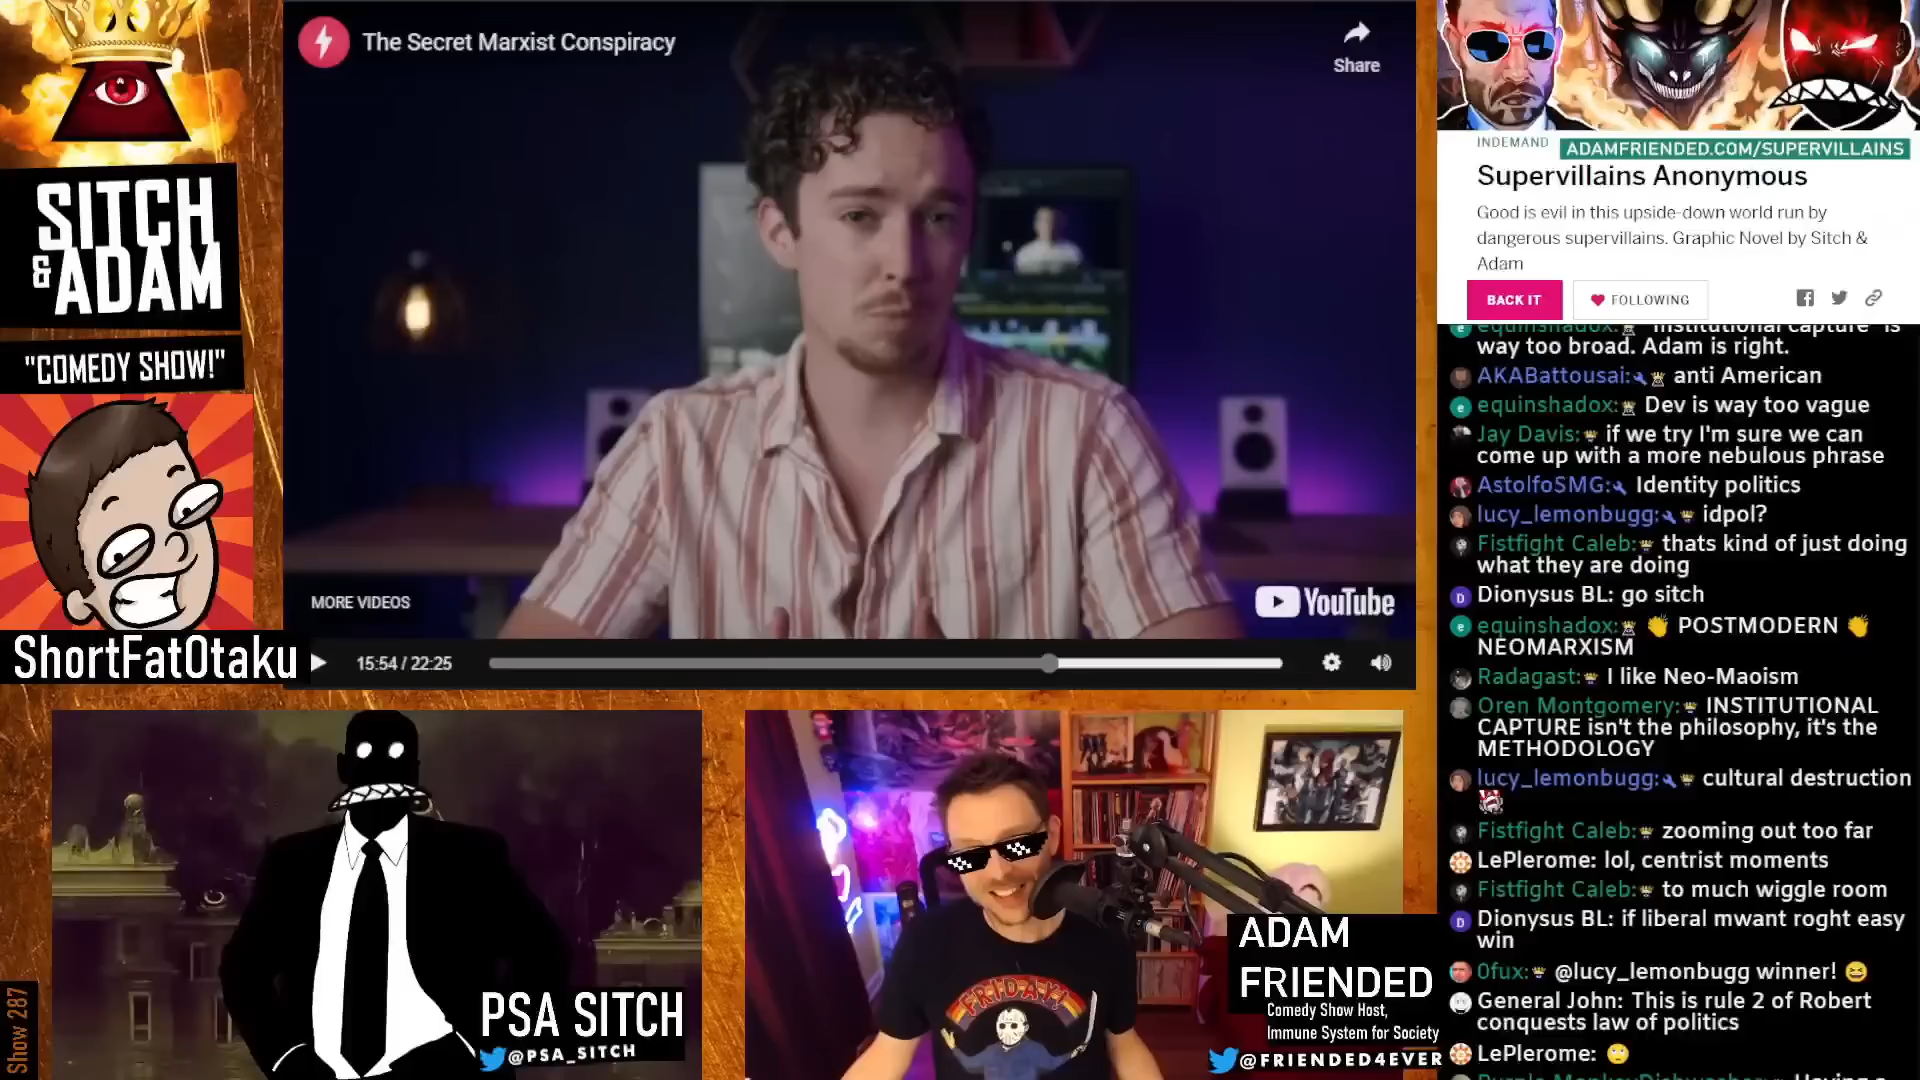 SITCH
& ADAM
"COMEDY SHOW!"
ShortFatOtaku
The Secret Marxist Conspiracy
Share
MORE VIDEOS
YouTube
15:54 / 22:25
PSA SITCH
@PSA_SITCH
Show 287
FRIDAY!
ADAM
FRIENDED
Comedy Show Host,
Immune System for Society
@FRIENDED4EVER
INDEMAND
ADAMFRIENDED.COM/SUPERVILLAINS
Supervillains Anonymous
Good is evil in this upside-down world run by
dangerous supervillains. Graphic Novel by Sitch &
Adam
BACK IT
FOLLOWING
equinshadox: "institutional capture" is
way too broad. Adam is right.
AKABattousai: anti American
equinshadox: Dev is way too vague
Jay Davis: if we try I'm sure we can
come up with a more nebulous phrase
AstolfoSMG: Identity politics
lucy_lemonbugg: idpol?
Fistfight Caleb: thats kind of just doing
what they are doing
D Dionysus BL: go sitch
e equinshadox: 👏 POSTMODERN 👏
NEOMARXISM
Radagast: I like Neo-Maoism
Oren Montgomery: INSTITUTIONAL
CAPTURE isn't the philosophy, it's the
METHODOLOGY
lucy_lemonbugg: cultural destruction
Fistfight Caleb: zooming out too far
LePlerome: lol, centrist moments
Fistfight Caleb: to much wiggle room
D Dionysus BL: if liberal mwant roght easy
win
0fux: @lucy_lemonbugg winner! 😆
General John: This is rule 2 of Robert
conquests law of politics
LePlerome: 🙄